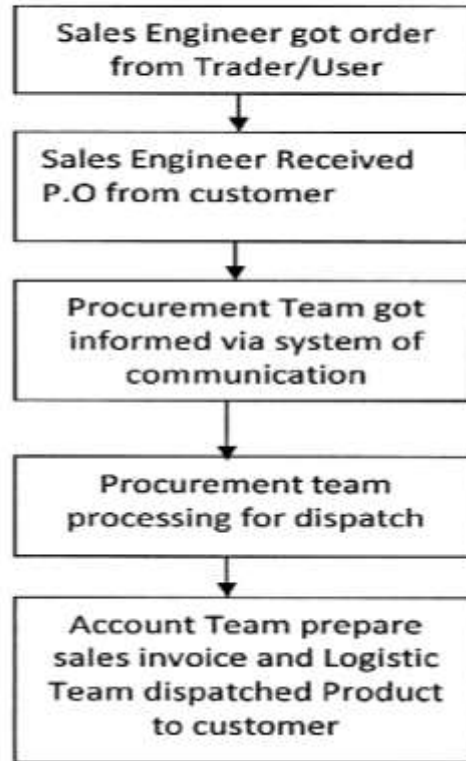 Sales Engineer got order
from Trader/User
Sales Engineer Received
P.O from customer
Procurement Team got
informed via system of
communication
Procurement team
processing for dispatch
Account Team prepare
sales invoice and Logistic
Team dispatched Product
to customer